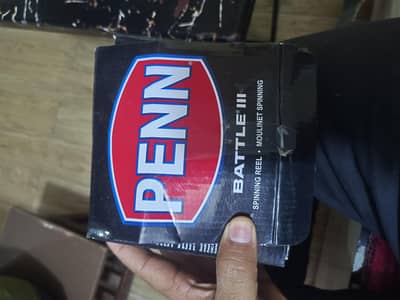 PENN
BATTLE III
SPINNING REEL • MOULINET SPINNING